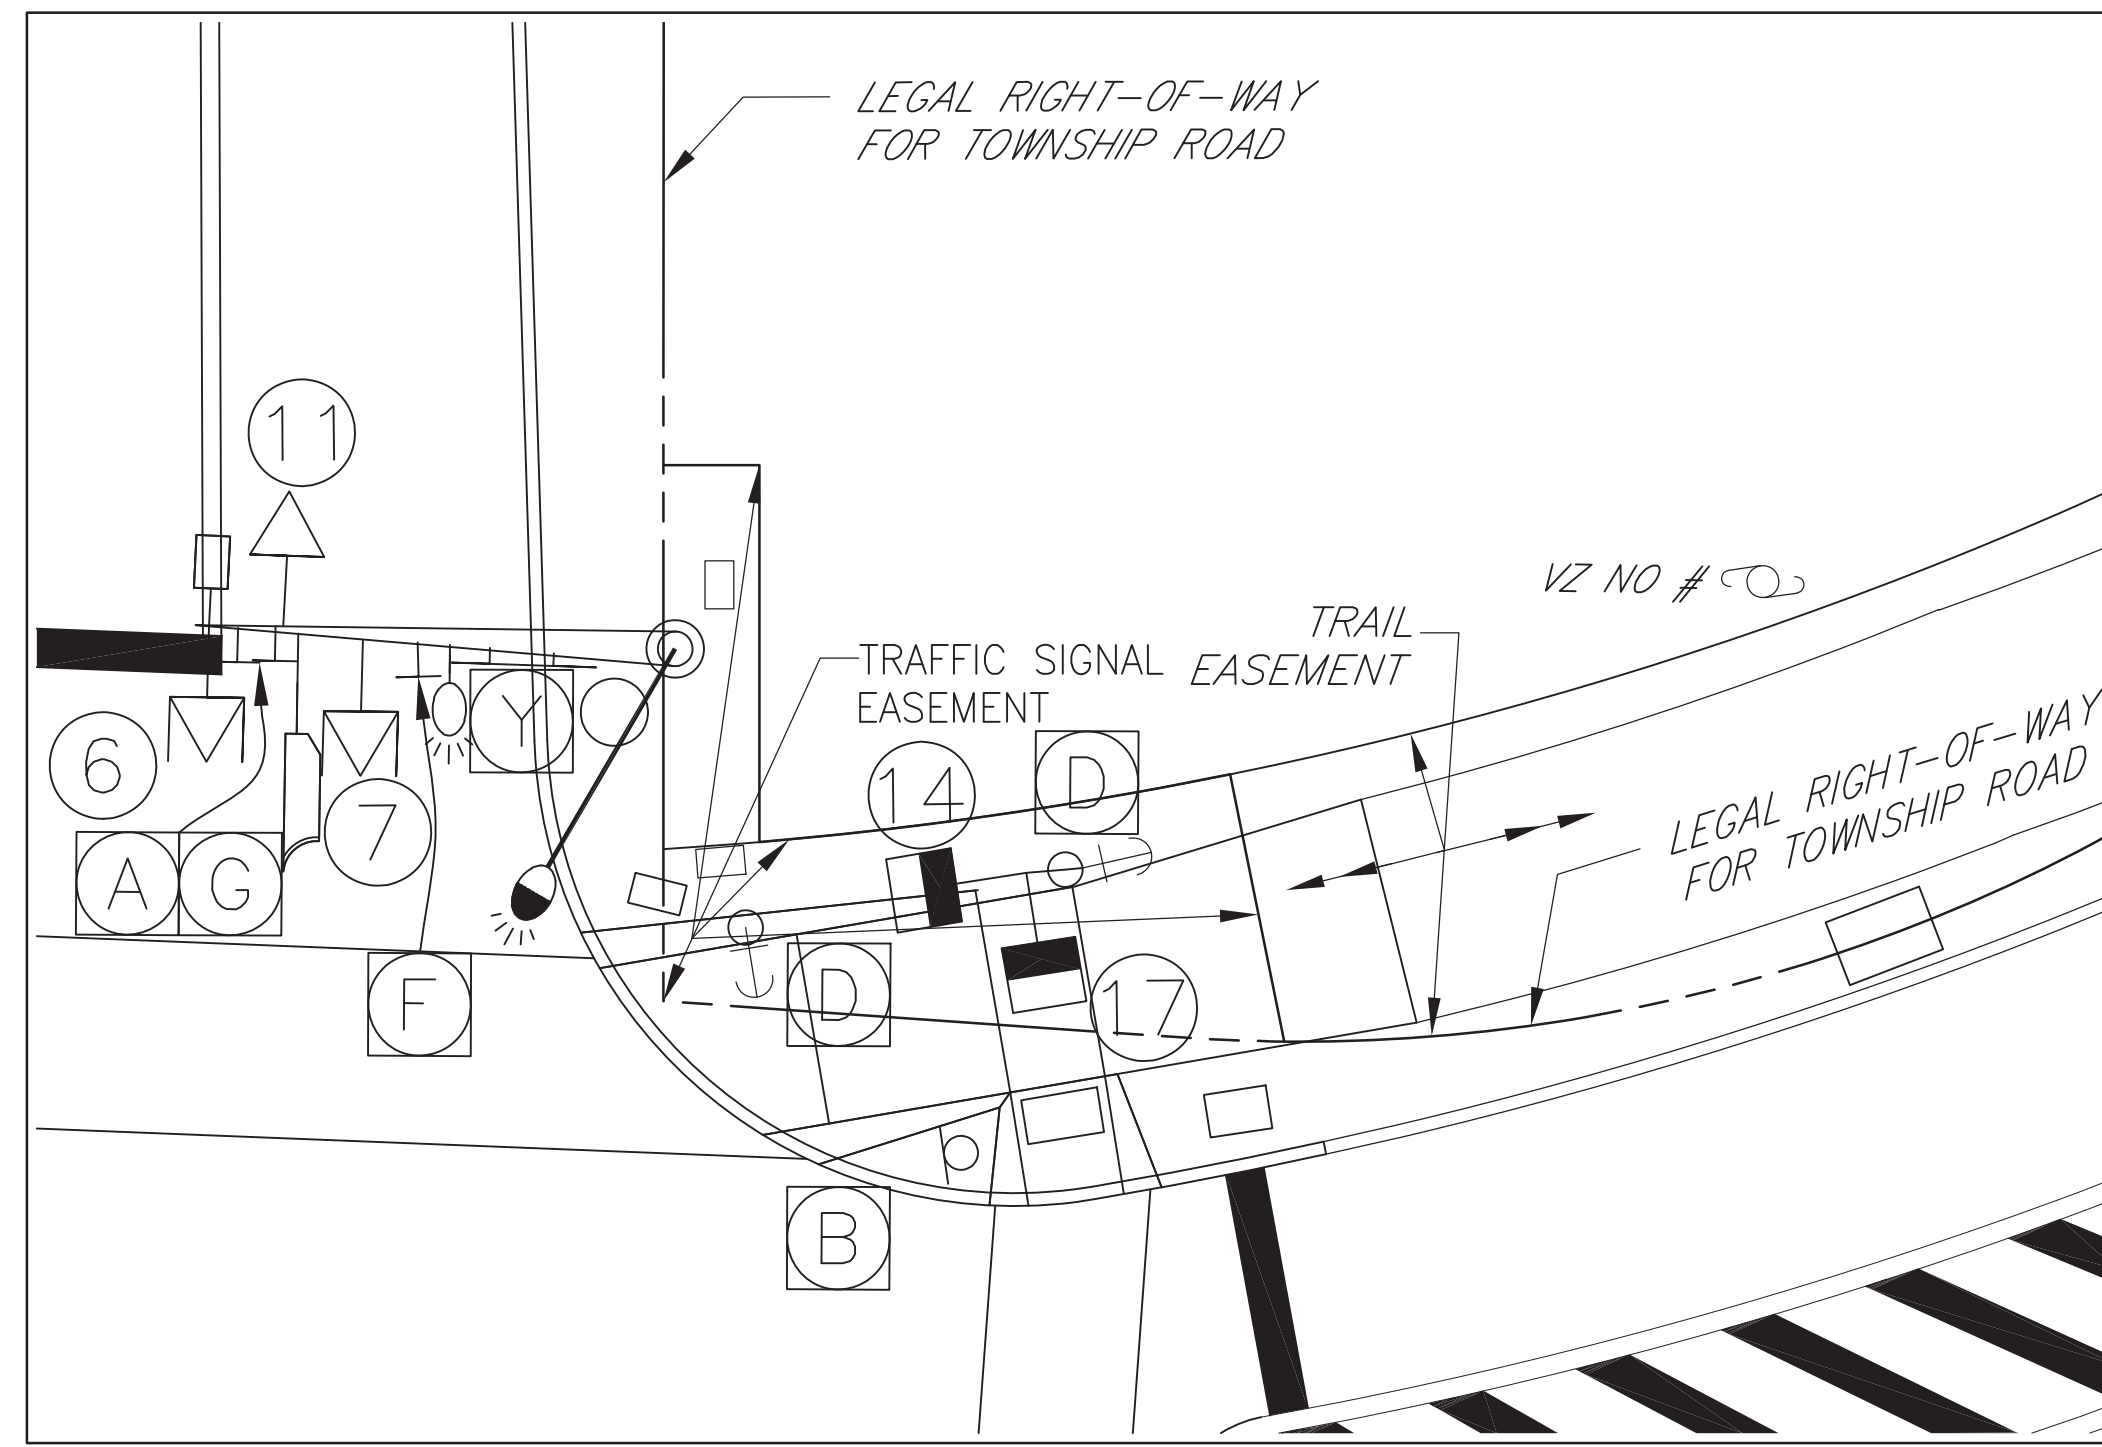 LEGAL RIGHT-OF-WAY
FOR TOWNSHIP ROAD
11
VZ NO #
TRAIL
EASEMENT
TRAFFIC SIGNAL
EASEMENT
Y
6
7
14
D
LEGAL RIGHT-OF-WAY
FOR TOWNSHIP ROAD
A
G
F
D
17
B